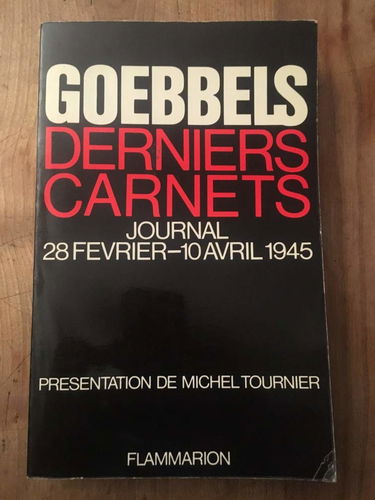 GOEBBELS
DERNIERS
CARNETS
JOURNAL
28 FEVRIER-10 AVRIL 1945
PRESENTATION DE MICHEL TOURNIER
FLAMMARION